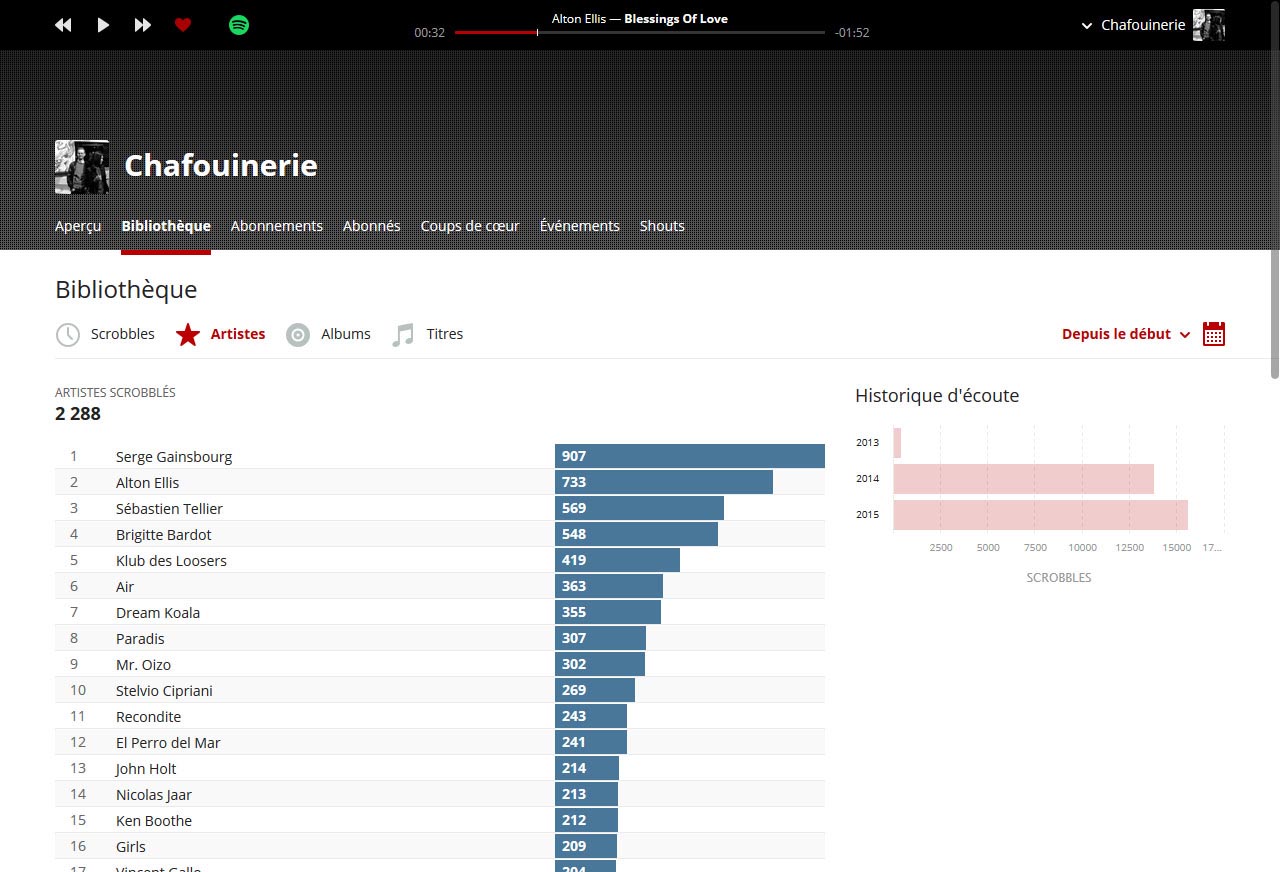 Alton Ellis — Blessings Of Love
00:32
-01:52
Chafouinerie
Chafouinerie
Aperçu Bibliothèque Abonnements Abonnés Coups de cœur Événements Shouts
Bibliothèque
Scrobbles Artistes Albums Titres
Depuis le début
ARTISTES SCROBBLÉS
2 288
1 Serge Gainsbourg 907
2 Alton Ellis 733
3 Sébastien Tellier 569
4 Brigitte Bardot 548
5 Klub des Loosers 419
6 Air 363
7 Dream Koala 355
8 Paradis 307
9 Mr. Oizo 302
10 Stelvio Cipriani 269
11 Recondite 243
12 El Perro del Mar 241
13 John Holt 214
14 Nicolas Jaar 213
15 Ken Boothe 212
16 Girls 209
17 Vincent Gallo 204
Historique d'écoute
2013
2014
2015
2500 5000 7500 10000 12500 15000 17...
SCROBBLES